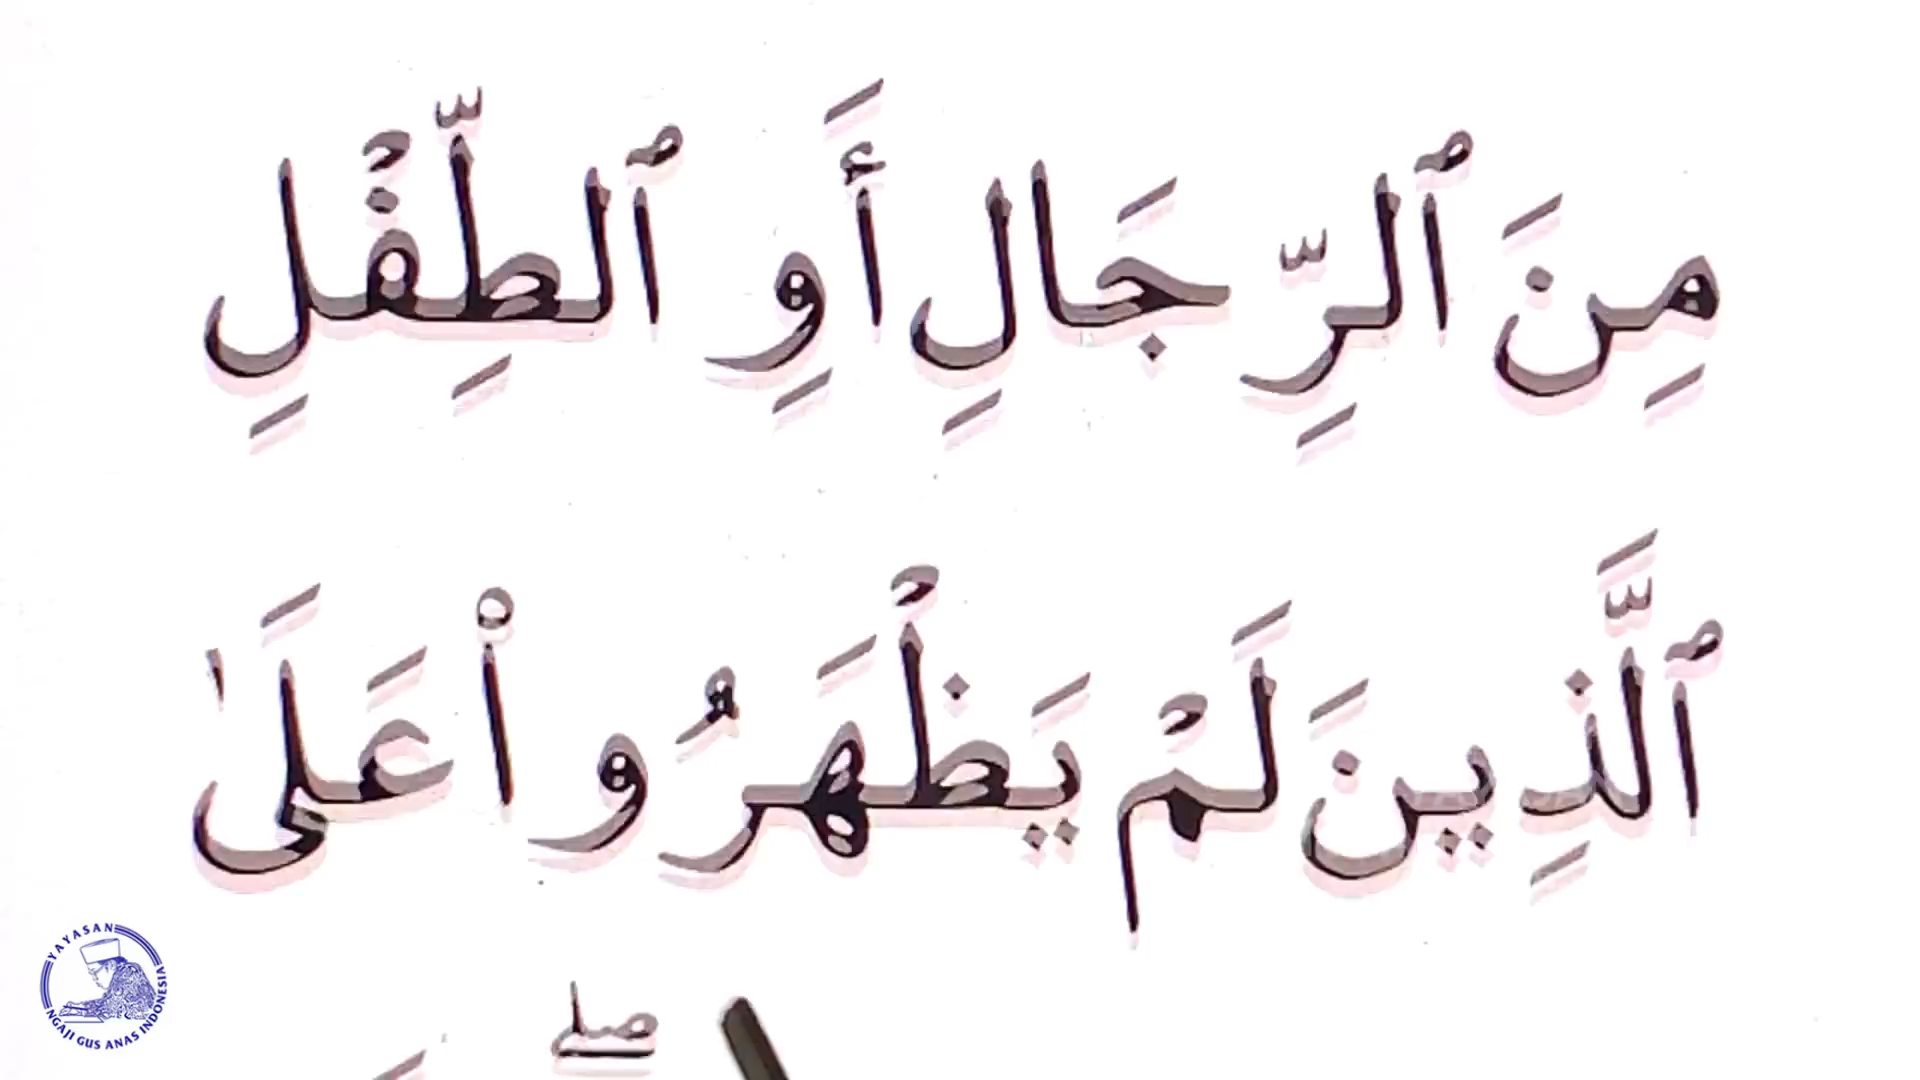 مِنَ ٱلرِّجَالِ أَوِ ٱلطِّفْلِ
ٱلَّذِينَ لَمْ يَظْهَرُوا۟ عَلَىٰ
ۖ
YAYASAN
NGAJI GUS ANAS INDONESIA